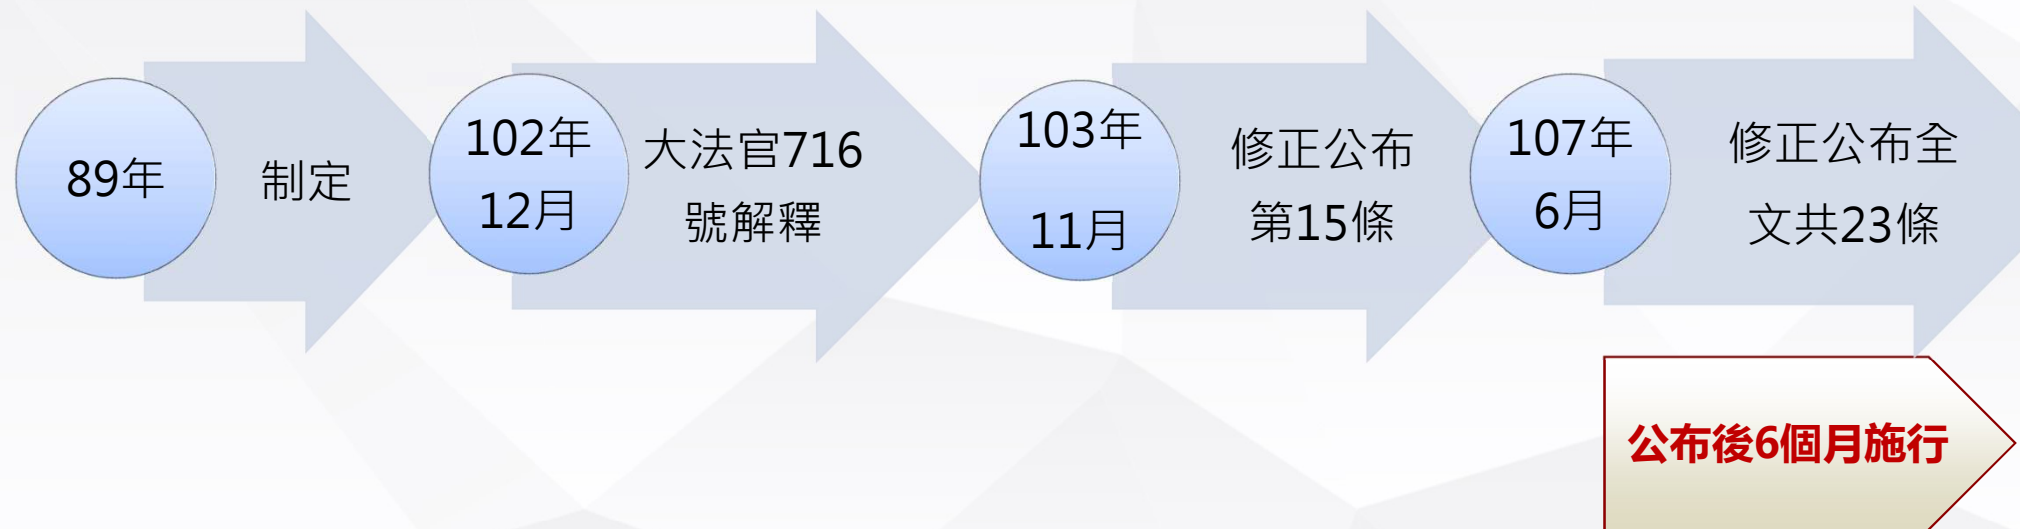 89年
制定
102年
12月
大法官716
號解釋
103年
11月
修正公布
第15條
107年
6月
修正公布全
文共23條
公布後6個月施行